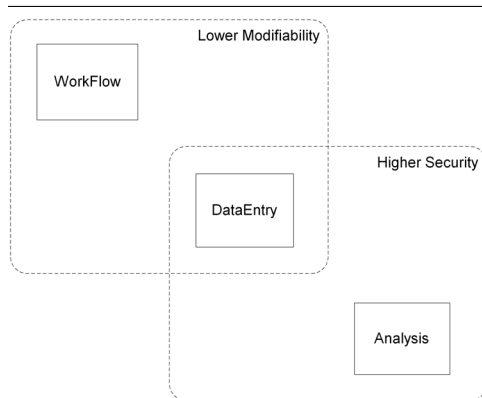 Lower Modifiability
WorkFlow
Higher Security
DataEntry
Analysis